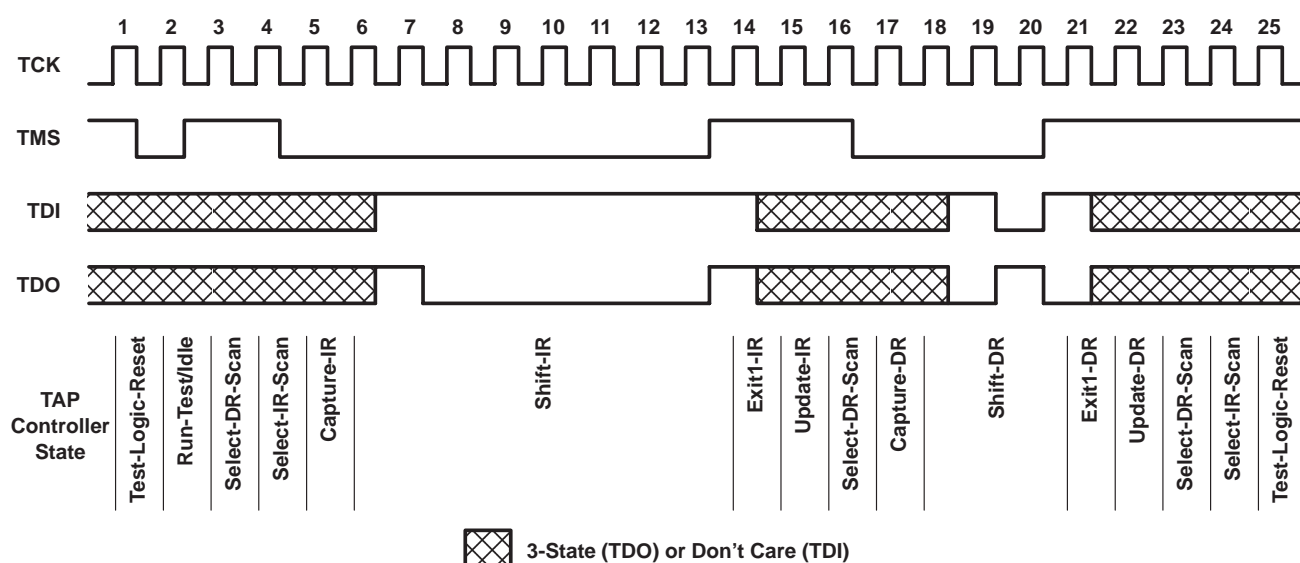 1 2 3 4 5 6 7 8 9 10 11 12 13 14 15 16 17 18 19 20 21 22 23 24 25
TCK
TMS
TDI
TDO
TAP
Controller
State
Test-Logic-Reset
Run-Test/Idle
Select-DR-Scan
Select-IR-Scan
Capture-IR
Shift-IR
Exit1-IR
Update-IR
Select-DR-Scan
Capture-DR
Shift-DR
Exit1-DR
Update-DR
Select-DR-Scan
Select-IR-Scan
Test-Logic-Reset
3-State (TDO) or Don't Care (TDI)